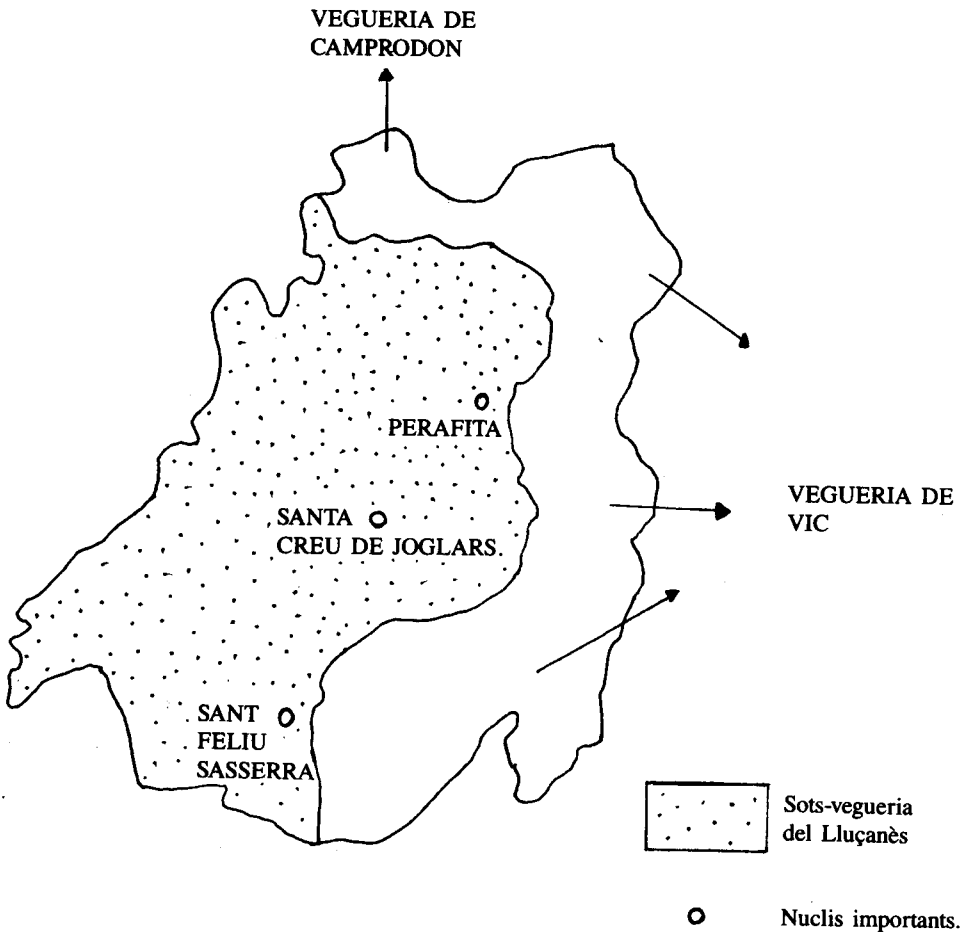 VEGUERIA DE
CAMPRODON
PERAFITA
SANTA
CREU DE JOGLARS.
VEGUERIA DE
VIC
SANT
FELIU
SASSERRA
Sots-vegueria
del Lluçanès
Nuclis importants.